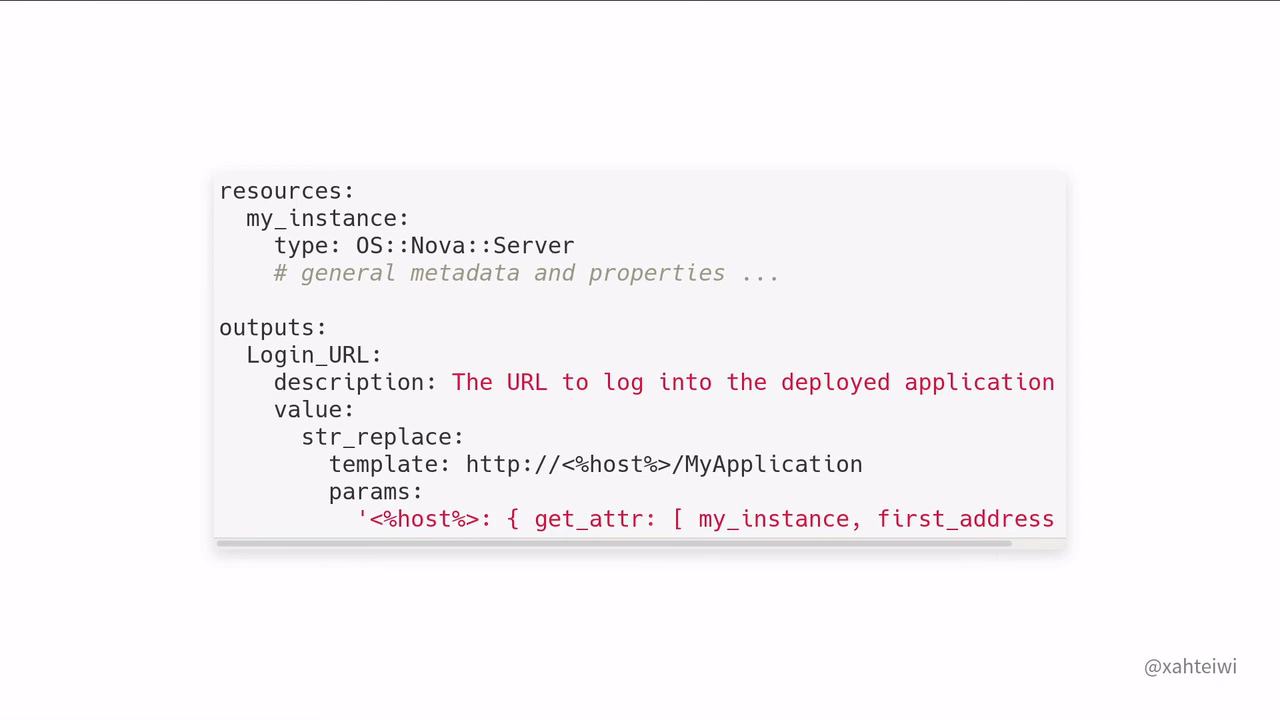 resources:
  my_instance:
    type: OS::Nova::Server
    # general metadata and properties ...

outputs:
  Login_URL:
    description: The URL to log into the deployed application
    value:
      str_replace:
        template: http://<%host%>/MyApplication
        params:
          '<%host%>: { get_attr: [ my_instance, first_address
@xahteiwi